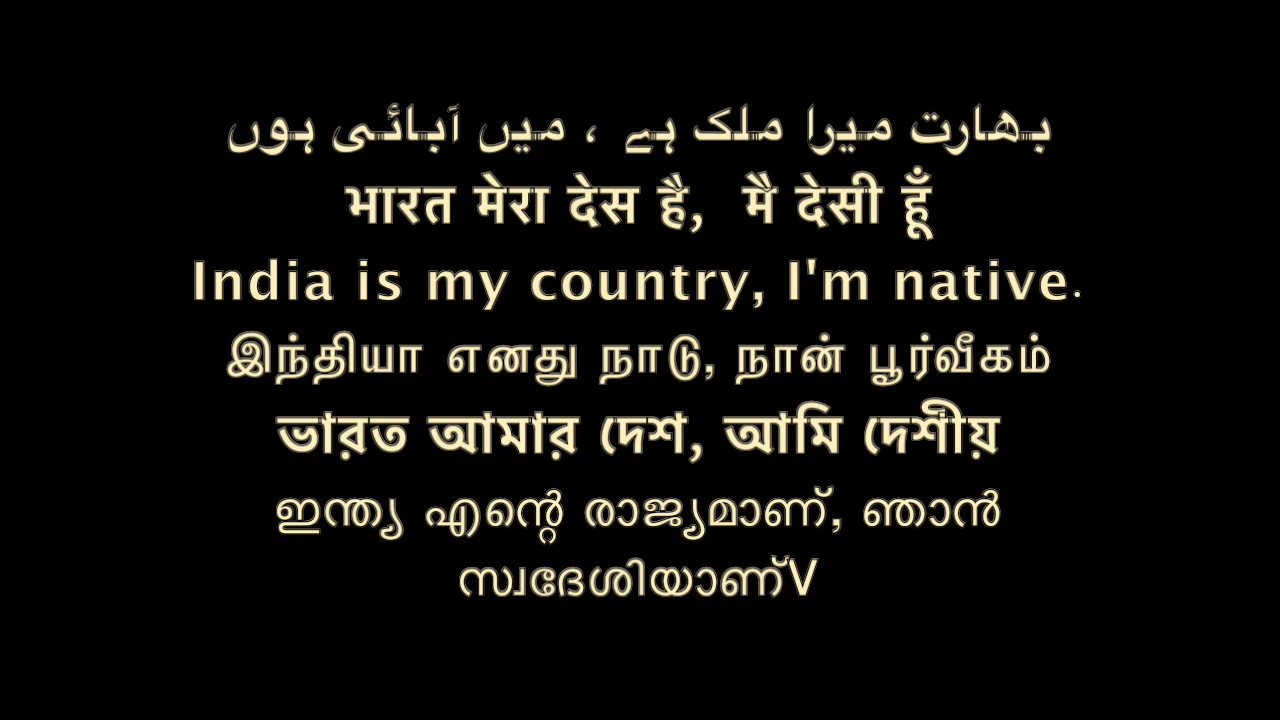 بھارت میرا ملک ہے ، میں آبائی ہوں
भारत मेरा देस है, मै देसी हूँ
India is my country, I'm native.
இந்தியா எனது நாடு, நான் பூர்வீகம்
ভারত আমার দেশ, আমি দেশীয়
ഇന്ത്യ എന്റെ രാജ്യമാണ്, ഞാൻ
സ്വദേശിയാണ്V